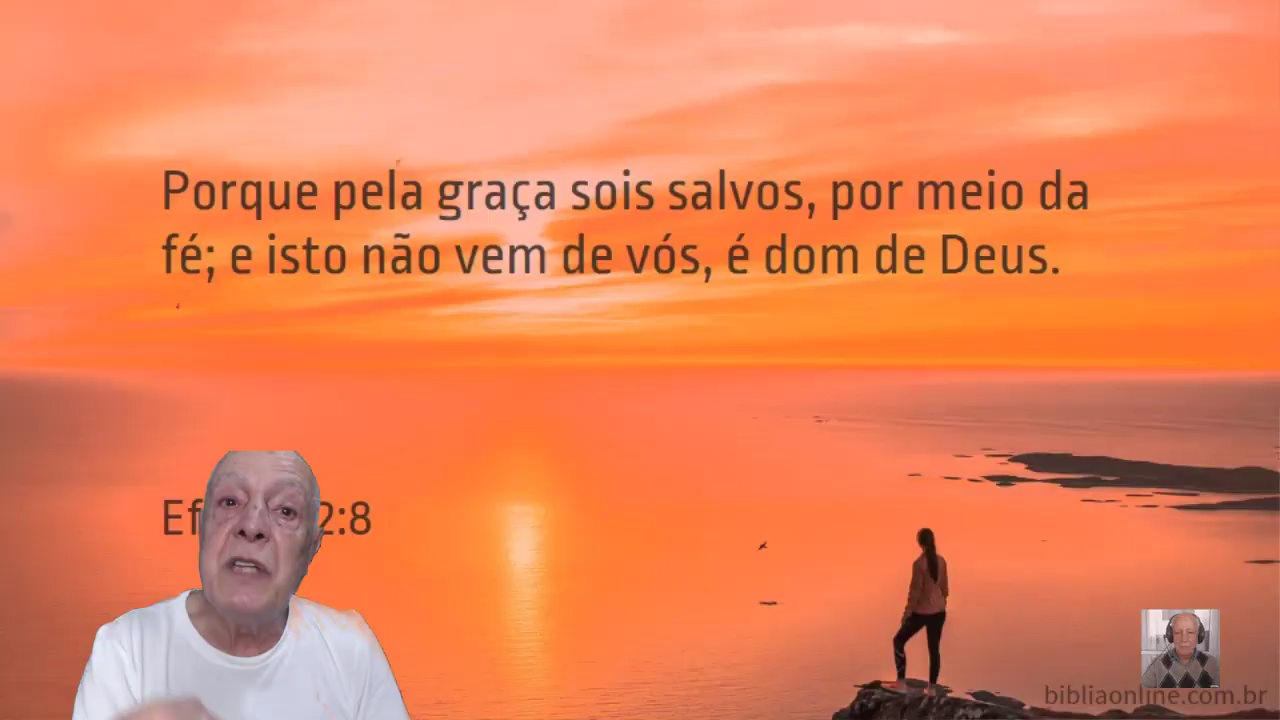 Porque pela graça sois salvos, por meio da
fé; e isto não vem de vós, é dom de Deus.
2:8
bibliaonline.com.br